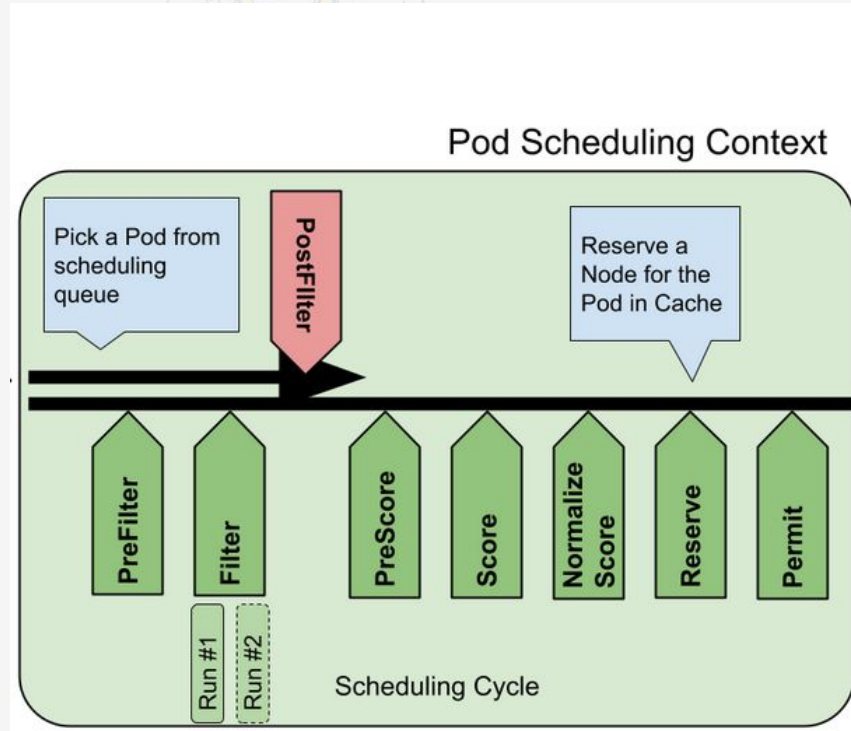 Pod Scheduling Context
Pick a Pod from
scheduling
queue
PostFIlter
Reserve a
Node for the
Pod in Cache
PreFilter
Filter
PreScore
Score
Normalize
Score
Reserve
Permit
Run #1
Run #2
Scheduling Cycle